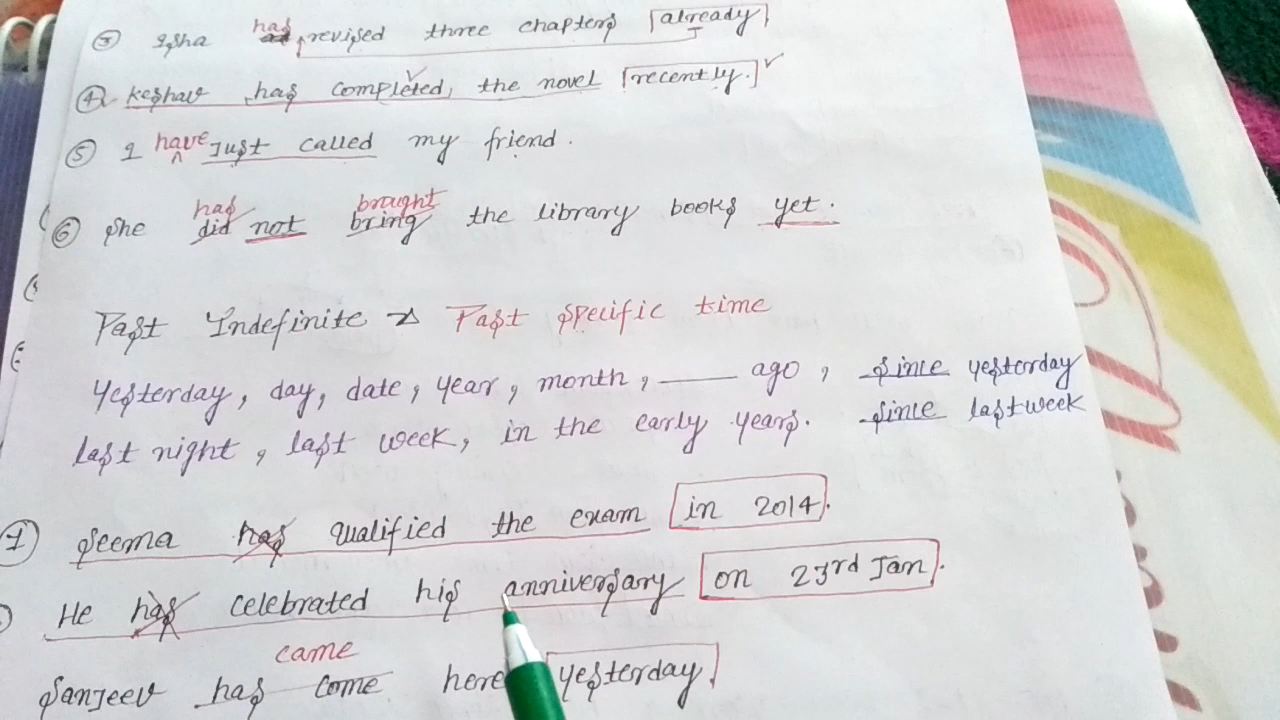 ③ Isha has revised three chapters already
④ Keshav has completed, the novel recently.
⑤ I have Just called my friend.
has brought
⑥ She did not bring the library books yet.
Past Indefinite → Past specific time
Yesterday, day, date, year, month, —— ago, since yesterday
last night, last week, in the early years. since last week
① Seema has qualified the exam in 2014.
He has celebrated his anniversary on 23rd Jan.
came
Sanjeev has come here yesterday